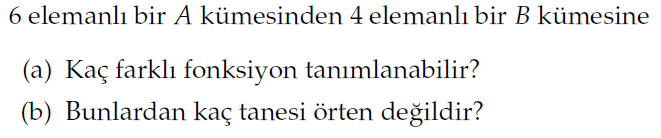 6 elemanlı bir A kümesinden 4 elemanlı bir B kümesine
(a) Kaç farklı fonksiyon tanımlanabilir?
(b) Bunlardan kaç tanesi örten değildir?